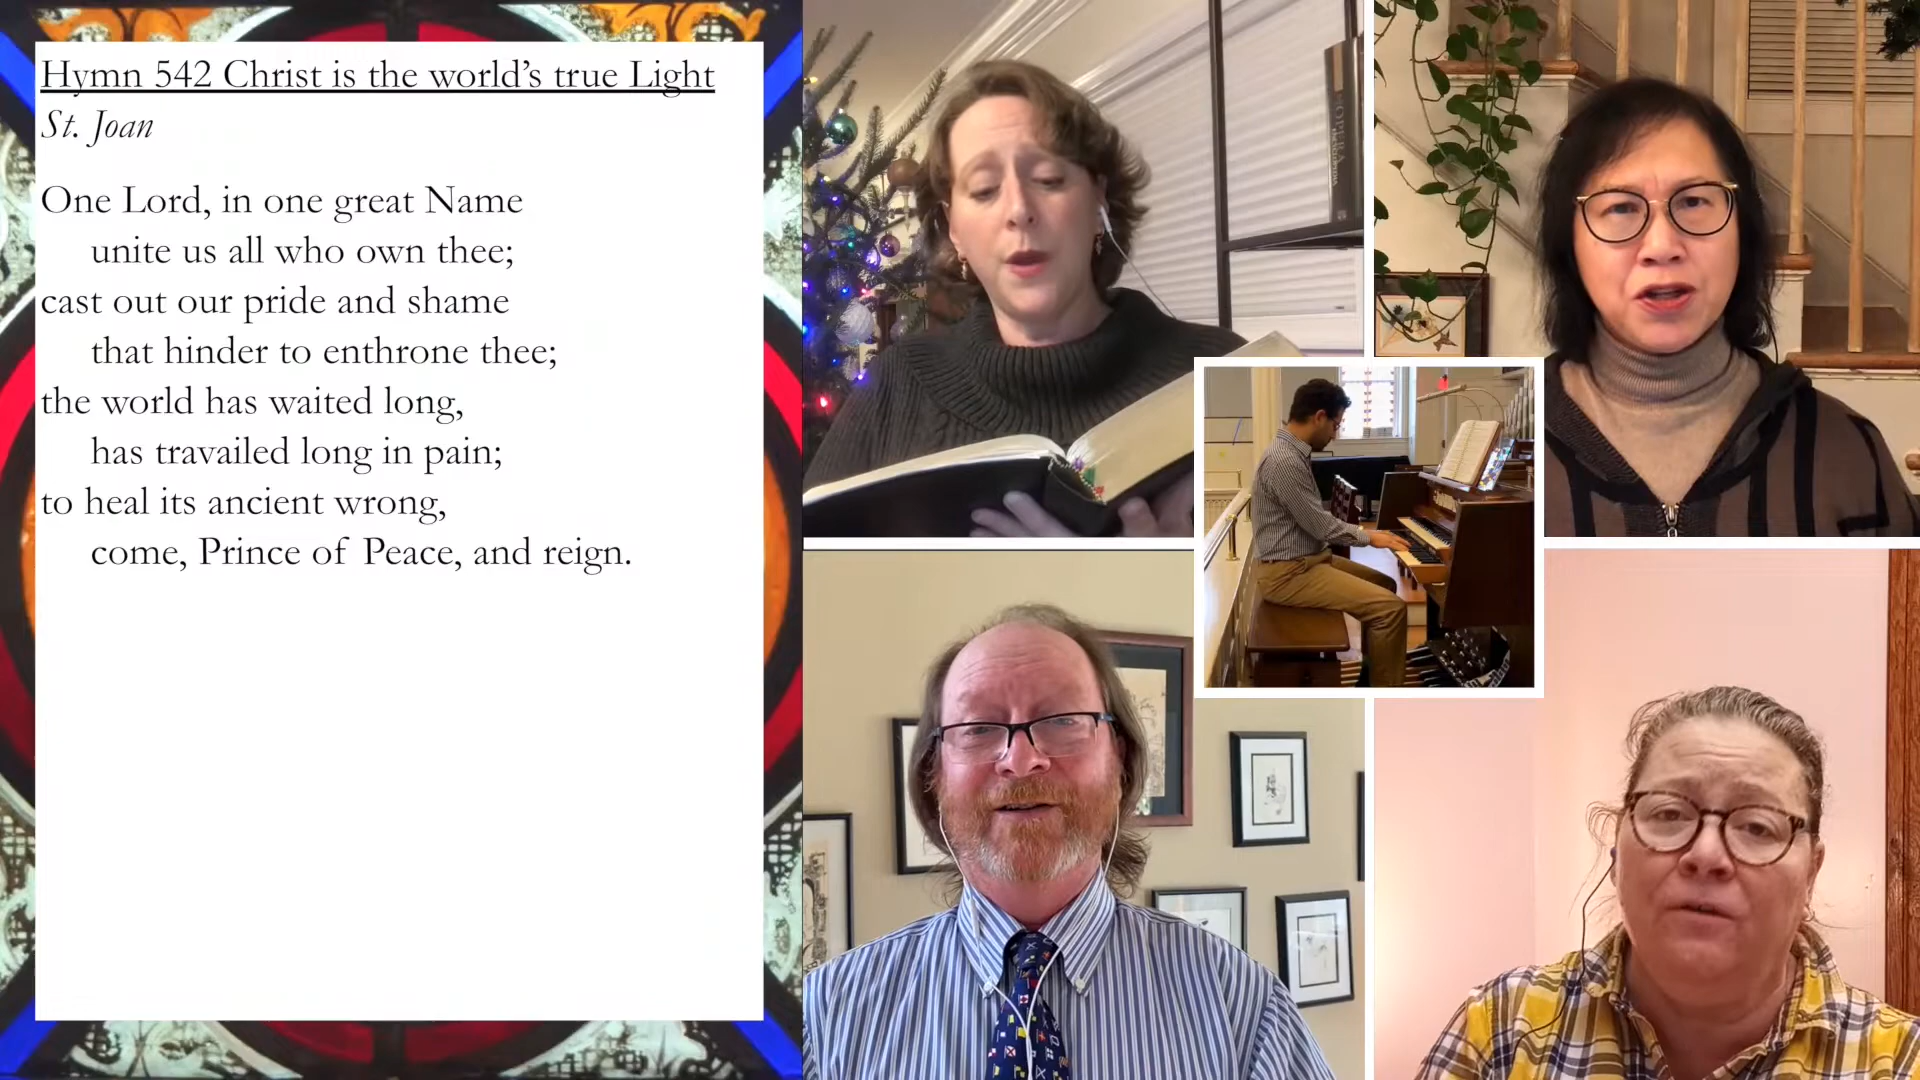 Hymn 542 Christ is the world's true Light
St. Joan
One Lord, in one great Name
unite us all who own thee;
cast out our pride and shame
that hinder to enthrone thee;
the world has waited long,
has travailed long in pain;
to heal its ancient wrong,
come, Prince of Peace, and reign.
OPERA